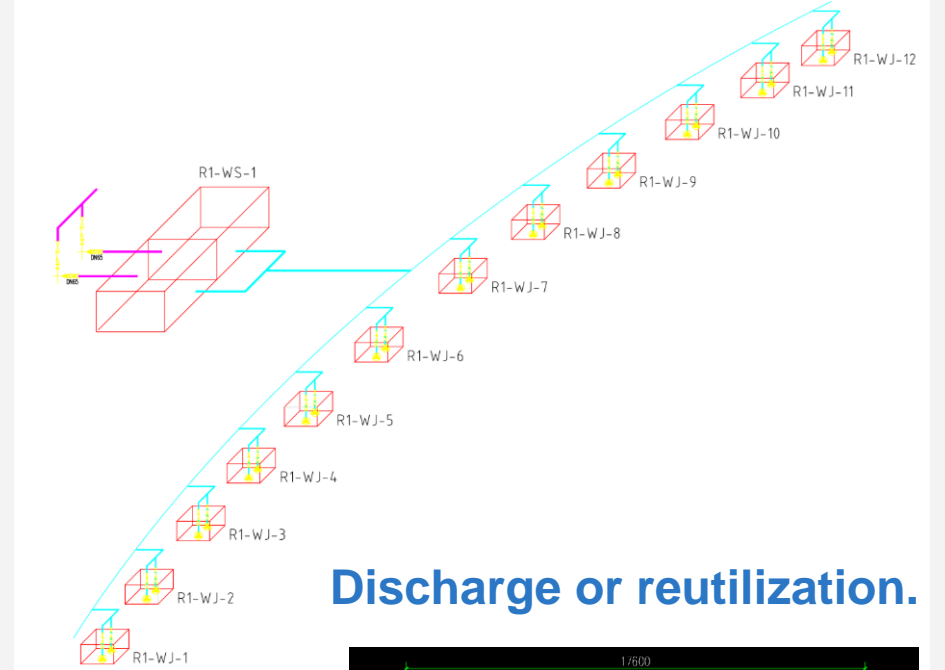 R1-WJ-12
R1-WJ-11
R1-WJ-10
R1-WS-1
R1-WJ-9
R1-WJ-8
DN65
DN65
R1-WJ-7
R1-WJ-6
R1-WJ-5
R1-WJ-4
R1-WJ-3
Discharge or reutilization.
R1-WJ-2
R1-WJ-1
17600